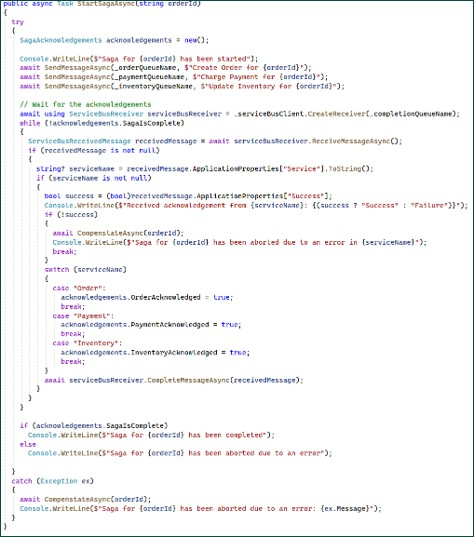 public async Task StartSagaAsync(string orderId)
{
try
{
SagaAcknowledgements acknowledgements = new();
Console.WriteLine($"Saga for {orderId} has been started");
await SendMessageAsync(_orderQueueName, $"Create Order for {orderId}");
await SendMessageAsync(_paymentQueueName, $"Charge Payment for {orderId}");
await SendMessageAsync(_inventoryQueueName, $"Update Inventory for {orderId}");
// Wait for the acknowledgements
await using ServiceBusReceiver serviceBusReceiver = _serviceBusClient.CreateReceiver(_completionQueueName);
while (!acknowledgements.SagaIsComplete)
{
ServiceBusReceivedMessage receivedMessage = await serviceBusReceiver.ReceiveMessageAsync();
if (receivedMessage is not null)
{
string? serviceName = receivedMessage.ApplicationProperties["Service"].ToString();
if (serviceName is not null)
{
bool success = (bool)receivedMessage.ApplicationProperties["Success"];
Console.WriteLine($"Received acknowledgement from {serviceName}: {(success ? "Success" : "Failure")}");
if (!success)
{
await CompenstateAsync(orderId);
Console.WriteLine($"Saga for {orderId} has been aborted due to an error in {serviceName}");
break;
}
switch (serviceName)
{
case "Order":
acknowledgements.OrderAcknowledged = true;
break;
case "Payment":
acknowledgements.PaymentAcknowledged = true;
break;
case "Inventory":
acknowledgements.InventoryAcknowledged = true;
break;
}
await serviceBusReceiver.CompleteMessageAsync(receivedMessage);
}
}
}
if (acknowledgements.SagaIsComplete)
Console.WriteLine($"Saga for {orderId} has been completed");
else
Console.WriteLine($"Saga for {orderId} has been aborted due to an error");
}
catch (Exception ex)
{
await CompenstateAsync(orderId);
Console.WriteLine($"Saga for {orderId} has been aborted due to an error: {ex.Message}");
}
}